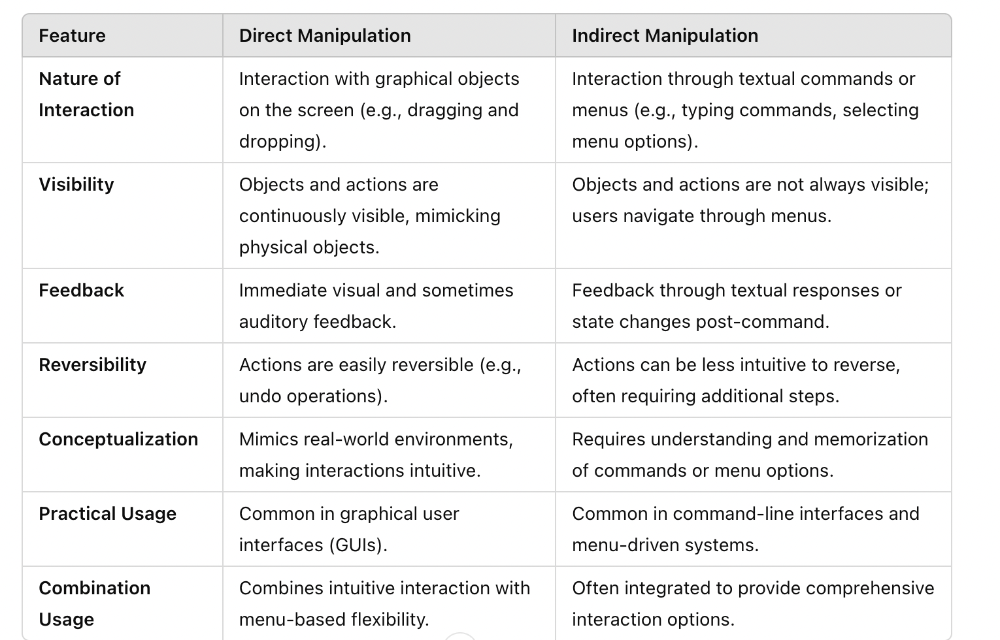 Feature
Direct Manipulation
Indirect Manipulation
Nature of
Interaction
Interaction with graphical objects
on the screen (e.g., dragging and
dropping).
Interaction through textual commands or
menus (e.g., typing commands, selecting
menu options).
Visibility
Objects and actions are
continuously visible, mimicking
physical objects.
Objects and actions are not always visible;
users navigate through menus.
Feedback
Immediate visual and sometimes
auditory feedback.
Feedback through textual responses or
state changes post-command.
Reversibility
Actions are easily reversible (e.g.,
undo operations).
Actions can be less intuitive to reverse,
often requiring additional steps.
Conceptualization
Mimics real-world environments,
making interactions intuitive.
Requires understanding and memorization
of commands or menu options.
Practical Usage
Common in graphical user
interfaces (GUIs).
Common in command-line interfaces and
menu-driven systems.
Combination
Usage
Combines intuitive interaction with
menu-based flexibility.
Often integrated to provide comprehensive
interaction options.